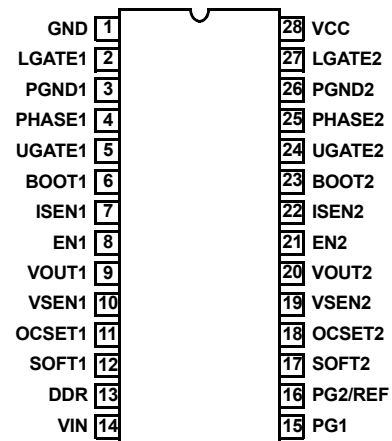 GND 1 28 VCC
LGATE1 2 27 LGATE2
PGND1 3 26 PGND2
PHASE1 4 25 PHASE2
UGATE1 5 24 UGATE2
BOOT1 6 23 BOOT2
ISEN1 7 22 ISEN2
EN1 8 21 EN2
VOUT1 9 20 VOUT2
VSEN1 10 19 VSEN2
OCSET1 11 18 OCSET2
SOFT1 12 17 SOFT2
DDR 13 16 PG2/REF
VIN 14 15 PG1